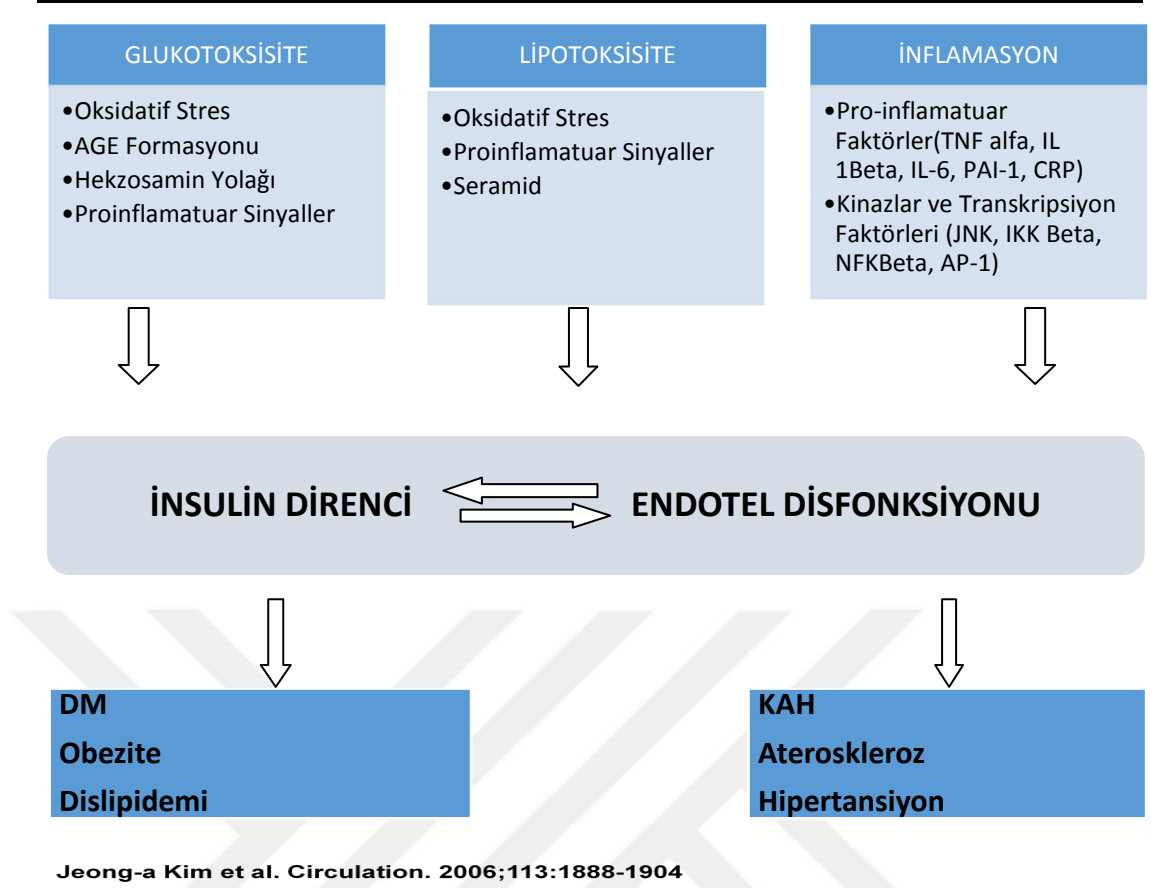 GLUKOTOKSİSİTE
•Oksidatif Stres
•AGE Formasyonu
•Hekzosamin Yolağı
•Proinflamatuar Sinyaller
LİPOTOKSİSİTE
•Oksidatif Stres
•Proinflamatuar Sinyaller
•Seramid
İNFLAMASYON
•Pro-inflamatuar
Faktörler(TNF alfa, IL
1Beta, IL-6, PAI-1, CRP)
•Kinazlar ve Transkripsiyon
Faktörleri (JNK, IKK Beta,
NFKBeta, AP-1)
İNSULİN DİRENCİ
ENDOTEL DİSFONKSİYONU
DM
Obezite
Dislipidemi
KAH
Ateroskleroz
Hipertansiyon
Jeong-a Kim et al. Circulation. 2006;113:1888-1904